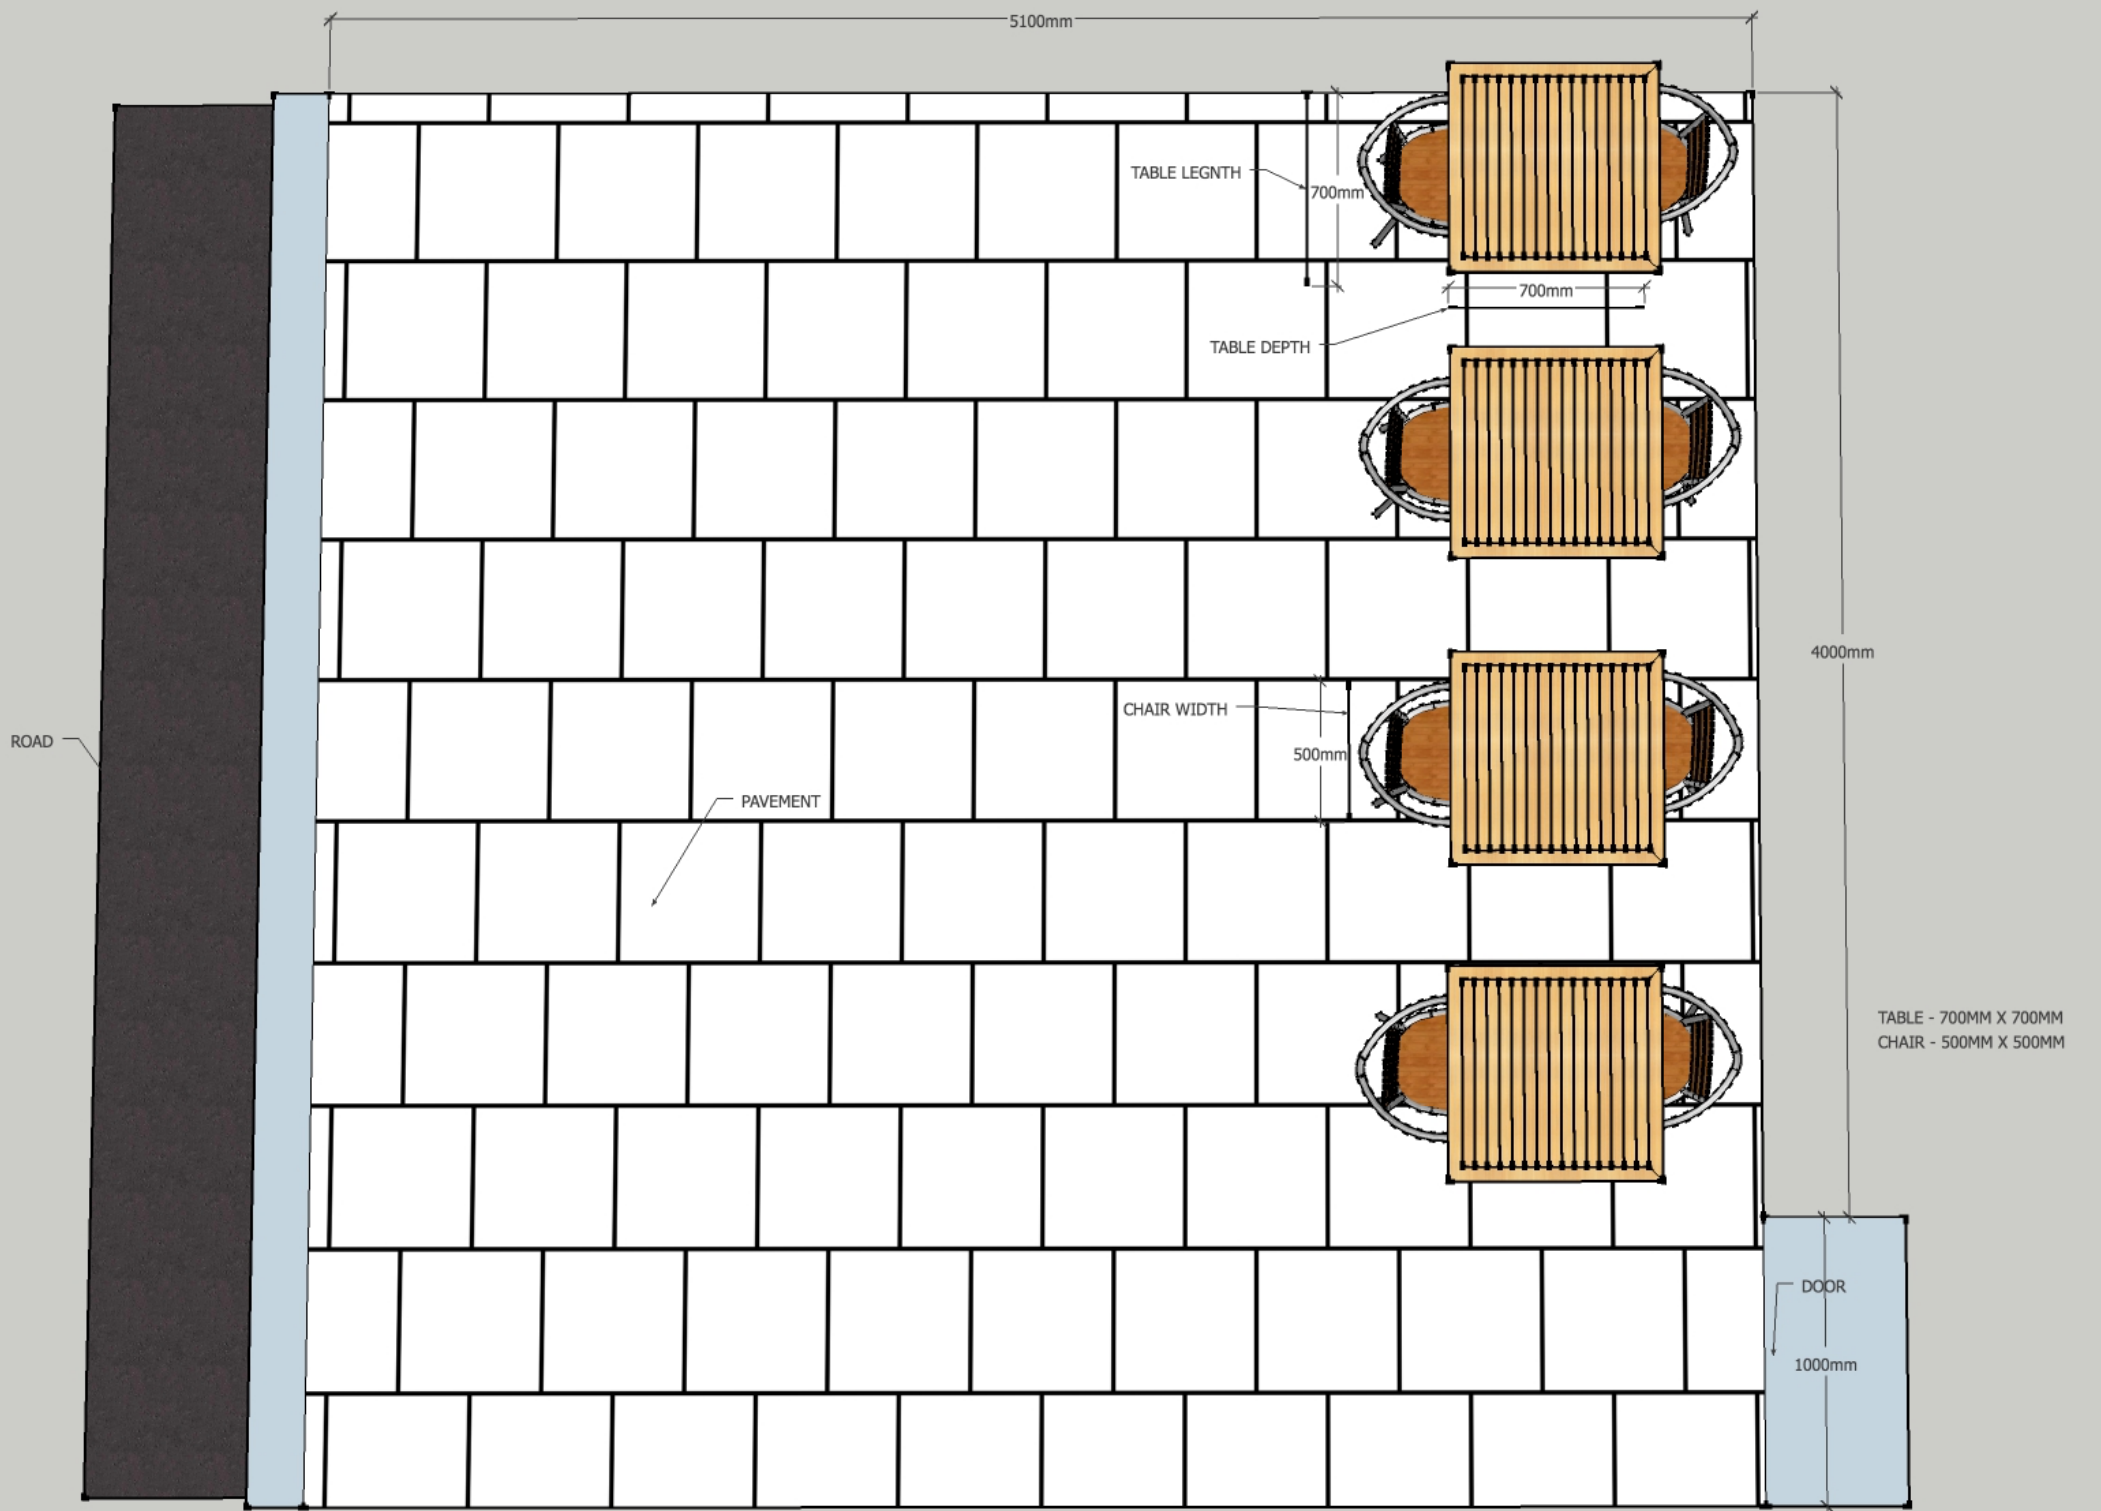 5100mm
TABLE LEGNTH
700mm
700mm
TABLE DEPTH
4000mm
CHAIR WIDTH
ROAD
500mm
PAVEMENT
TABLE - 700MM X 700MM
CHAIR - 500MM X 500MM
DOOR
1000mm